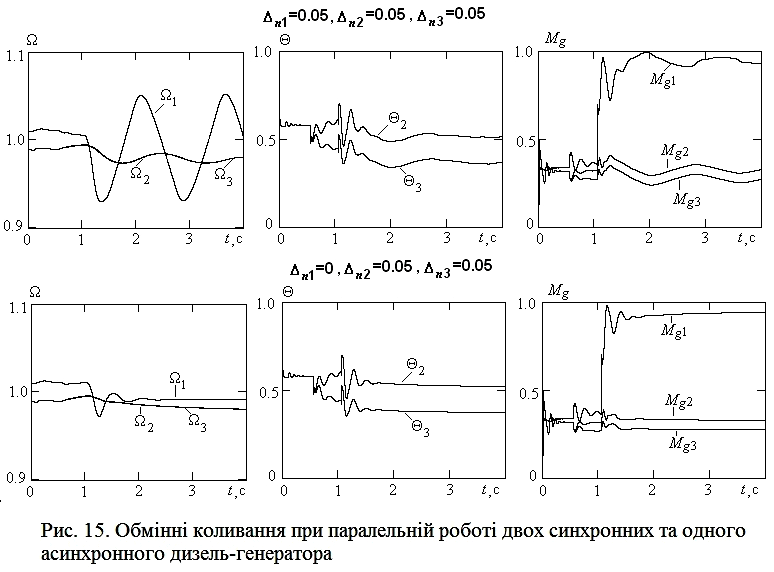 Δn1=0.05 , Δn2=0.05 , Δn3=0.05
Ω Θ Mg
1.1 1.0 1.0
Ω1 Mg1
1.0 0.5 0.5
Θ2 Mg2
Ω2 Ω3 Θ3 Mg3
0.9 0 0
0 1 2 3 t,c 0 1 2 3 t,c 0 1 2 3 t,c
Δn1=0 , Δn2=0.05 , Δn3=0.05
Ω Θ Mg
1.1 1.0 1.0
Mg1
1.0 Ω1 0.5 Θ2 0.5 Mg2
Ω2 Ω3 Θ3 Mg3
0.9 0 0
0 1 2 3 t,c 0 1 2 3 t,c 0 1 2 3 t,c
Рис. 15. Обмінні коливання при паралельній роботі двох синхронних та одного
асинхронного дизель-генератора